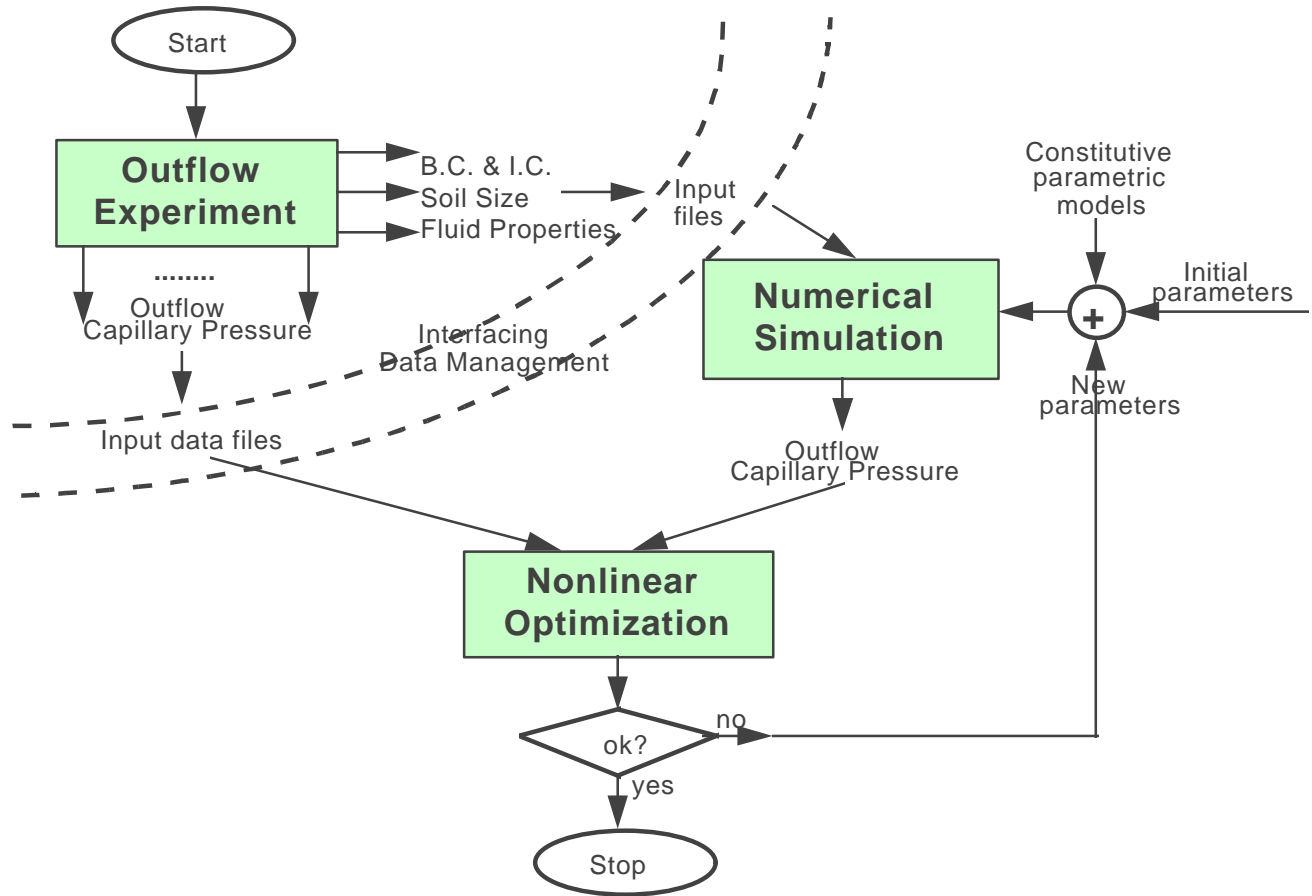 Start
Outflow
Experiment
B.C. & I.C.
Soil Size
Fluid Properties
Input
files
Constitutive
parametric
models
........
Outflow
Capillary Pressure
Interfacing
Data Management
Numerical
Simulation
+
Initial
parameters
New
parameters
Input data files
Outflow
Capillary Pressure
Nonlinear
Optimization
ok?
no
yes
Stop